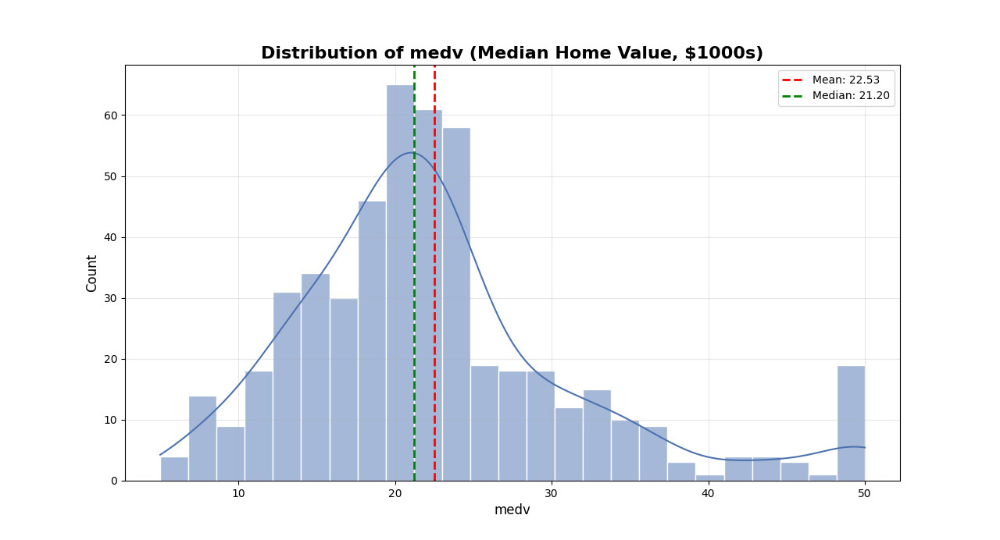 Distribution of medv (Median Home Value, $1000s)
Mean: 22.53
Median: 21.20
Count
60
50
40
30
20
10
0
10 20 30 40 50
medv